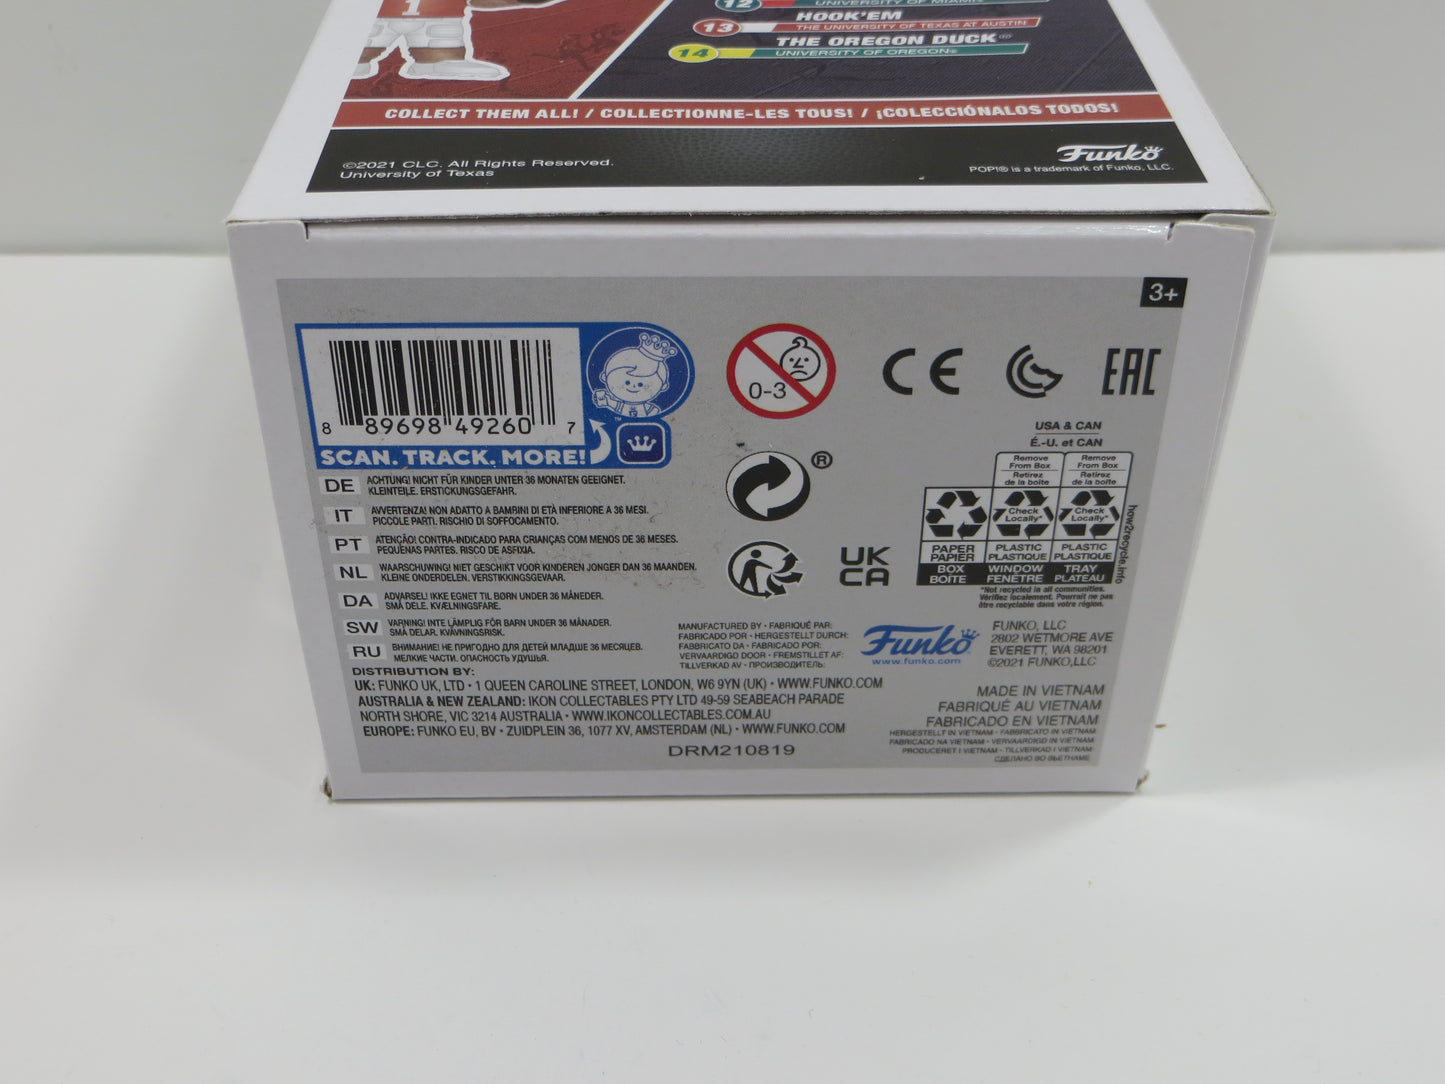 1
12 UNIVERSITY OF MIAMI®
HOOK'EM
13 THE UNIVERSITY OF TEXAS AT AUSTIN
THE OREGON DUCK®
14 UNIVERSITY OF OREGON®
COLLECT THEM ALL! / COLLECTIONNE-LES TOUS! / ¡COLECCIÓNALOS TODOS!
©2021 CLC. All Rights Reserved.
University of Texas
Funko
POP!® is a trademark of Funko, LLC.
3+
8 89698 49260 7
SCAN. TRACK. MORE!
TM
0-3
CE
EAC
®
UK
CA
USA & CAN
É.-U. et CAN
Remove From Box
Retirez de la boîte
Remove From Box
Retirez de la boîte
Check Locally*
Check Locally*
PAPER
PAPIER
BOX
BOÎTE
PLASTIC
PLASTIQUE
WINDOW
FENÊTRE
PLASTIC
PLASTIQUE
TRAY
PLATEAU
how2recycle.info
*Not recycled in all communities.
Vérifiez localement. Pourrait ne pas
être recyclable dans votre région.
DE ACHTUNG! NICHT FÜR KINDER UNTER 36 MONATEN GEEIGNET.
KLEINTEILE. ERSTICKUNGSGEFAHR.
IT AVVERTENZA! NON ADATTO A BAMBINI DI ETÀ INFERIORE A 36 MESI.
PICCOLE PARTI. RISCHIO DI SOFFOCAMENTO.
PT ATENÇÃO! CONTRA-INDICADO PARA CRIANÇAS COM MENOS DE 36 MESES.
PEQUENAS PARTES. RISCO DE ASFIXIA.
NL WAARSCHUWING! NIET GESCHIKT VOOR KINDEREN JONGER DAN 36 MAANDEN.
KLEINE ONDERDELEN. VERSTIKKINGSGEVAAR.
DA ADVARSEL! IKKE EGNET TIL BØRN UNDER 36 MÅNEDER.
SMÅ DELE. KVÆLNINGSFARE.
SW VARNING! INTE LÄMPLIG FÖR BARN UNDER 36 MÅNADER.
SMÅ DELAR. KVÄVNINGSRISK.
RU ВНИМАНИЕ! НЕ ПРИГОДНО ДЛЯ ДЕТЕЙ МЛАДШЕ 36 МЕСЯЦЕВ.
МЕЛКИЕ ЧАСТИ. ОПАСНОСТЬ УДУШЬЯ.
MANUFACTURED BY • FABRIQUÉ PAR:
FABRICADO POR • HERGESTELLT DURCH:
FABBRICATO DA • FABRICADO POR:
VERVAARDIGD DOOR • FREMSTILLET AF:
TILLVERKAD AV • ПРОИЗВОДИТЕЛЬ:
Funko
www.funko.com
FUNKO, LLC
2802 WETMORE AVE
EVERETT, WA 98201
©2021 FUNKO,LLC
DISTRIBUTION BY:
UK: FUNKO UK, LTD • 1 QUEEN CAROLINE STREET, LONDON, W6 9YN (UK) • WWW.FUNKO.COM
AUSTRALIA & NEW ZEALAND: IKON COLLECTABLES PTY LTD 49-59 SEABEACH PARADE
NORTH SHORE, VIC 3214 AUSTRALIA • WWW.IKONCOLLECTABLES.COM.AU
EUROPE: FUNKO EU, BV • ZUIDPLEIN 36, 1077 XV, AMSTERDAM (NL) • WWW.FUNKO.COM
DRM210819
MADE IN VIETNAM
FABRIQUÉ AU VIETNAM
FABRICADO EN VIETNAM
HERGESTELLT IN VIETNAM • FABBRICATO IN VIETNAM
FABRICADO NA VIETNAM • VERVAARDIGD IN VIETNAM
PRODUCERET I VIETNAM • TILLVERKAD I VIETNAM
СДЕЛАНО ВО ВЬЕТНАМЕ